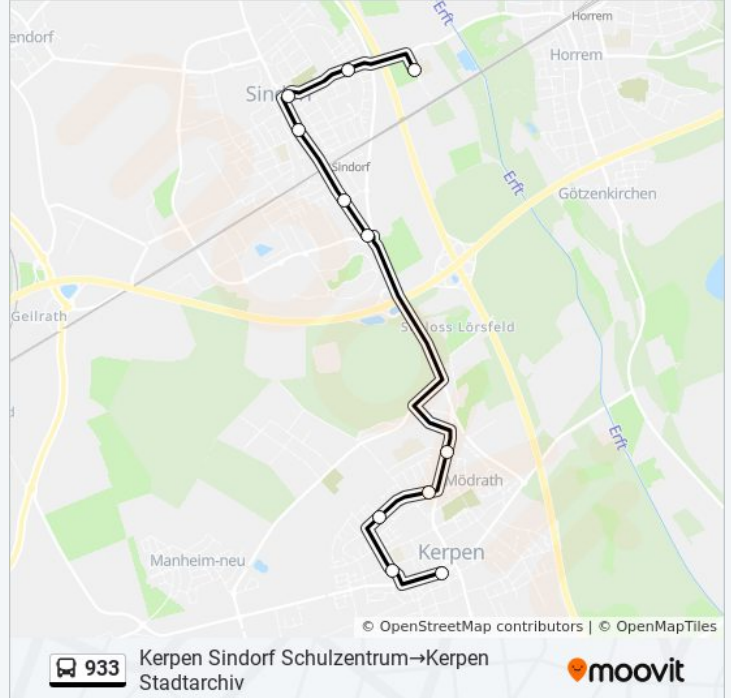 Erft
Horrem
endorf
Horrem
Sindorf
Erft
Götzenkirchen
Geilrath
Schloss Lörsfeld
Erft
Mödrath
Kerpen
Manheim-neu
© OpenStreetMap contributors | © OpenMapTiles
933
Kerpen Sindorf Schulzentrum→Kerpen
Stadtarchiv
moovit